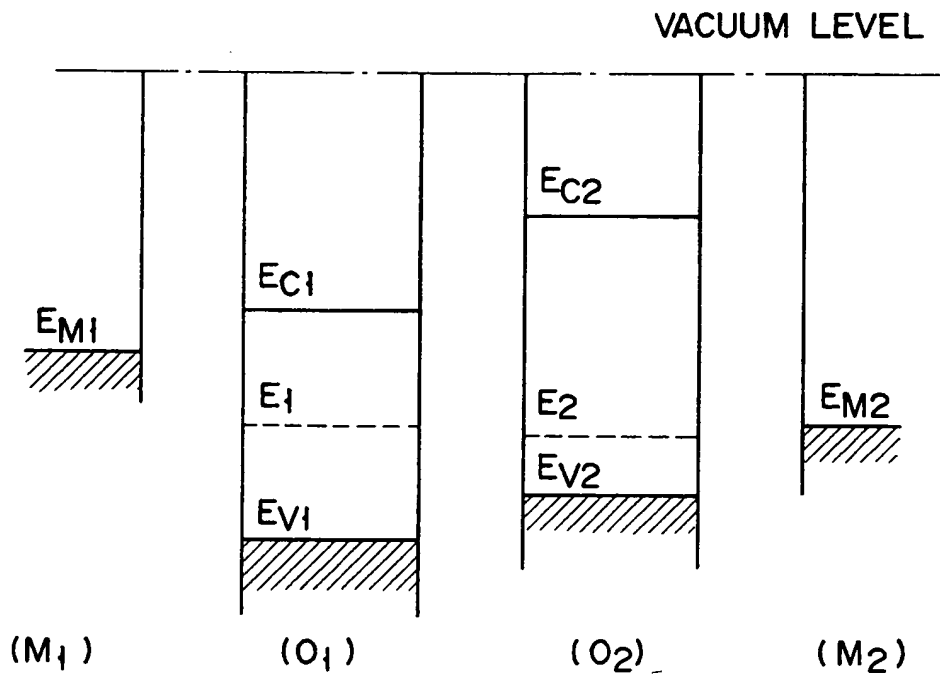 VACUUM LEVEL
EC2
EC1
EM1
E1
E2
EM2
EV2
EV1
(M1)
(O1)
(O2)
(M2)